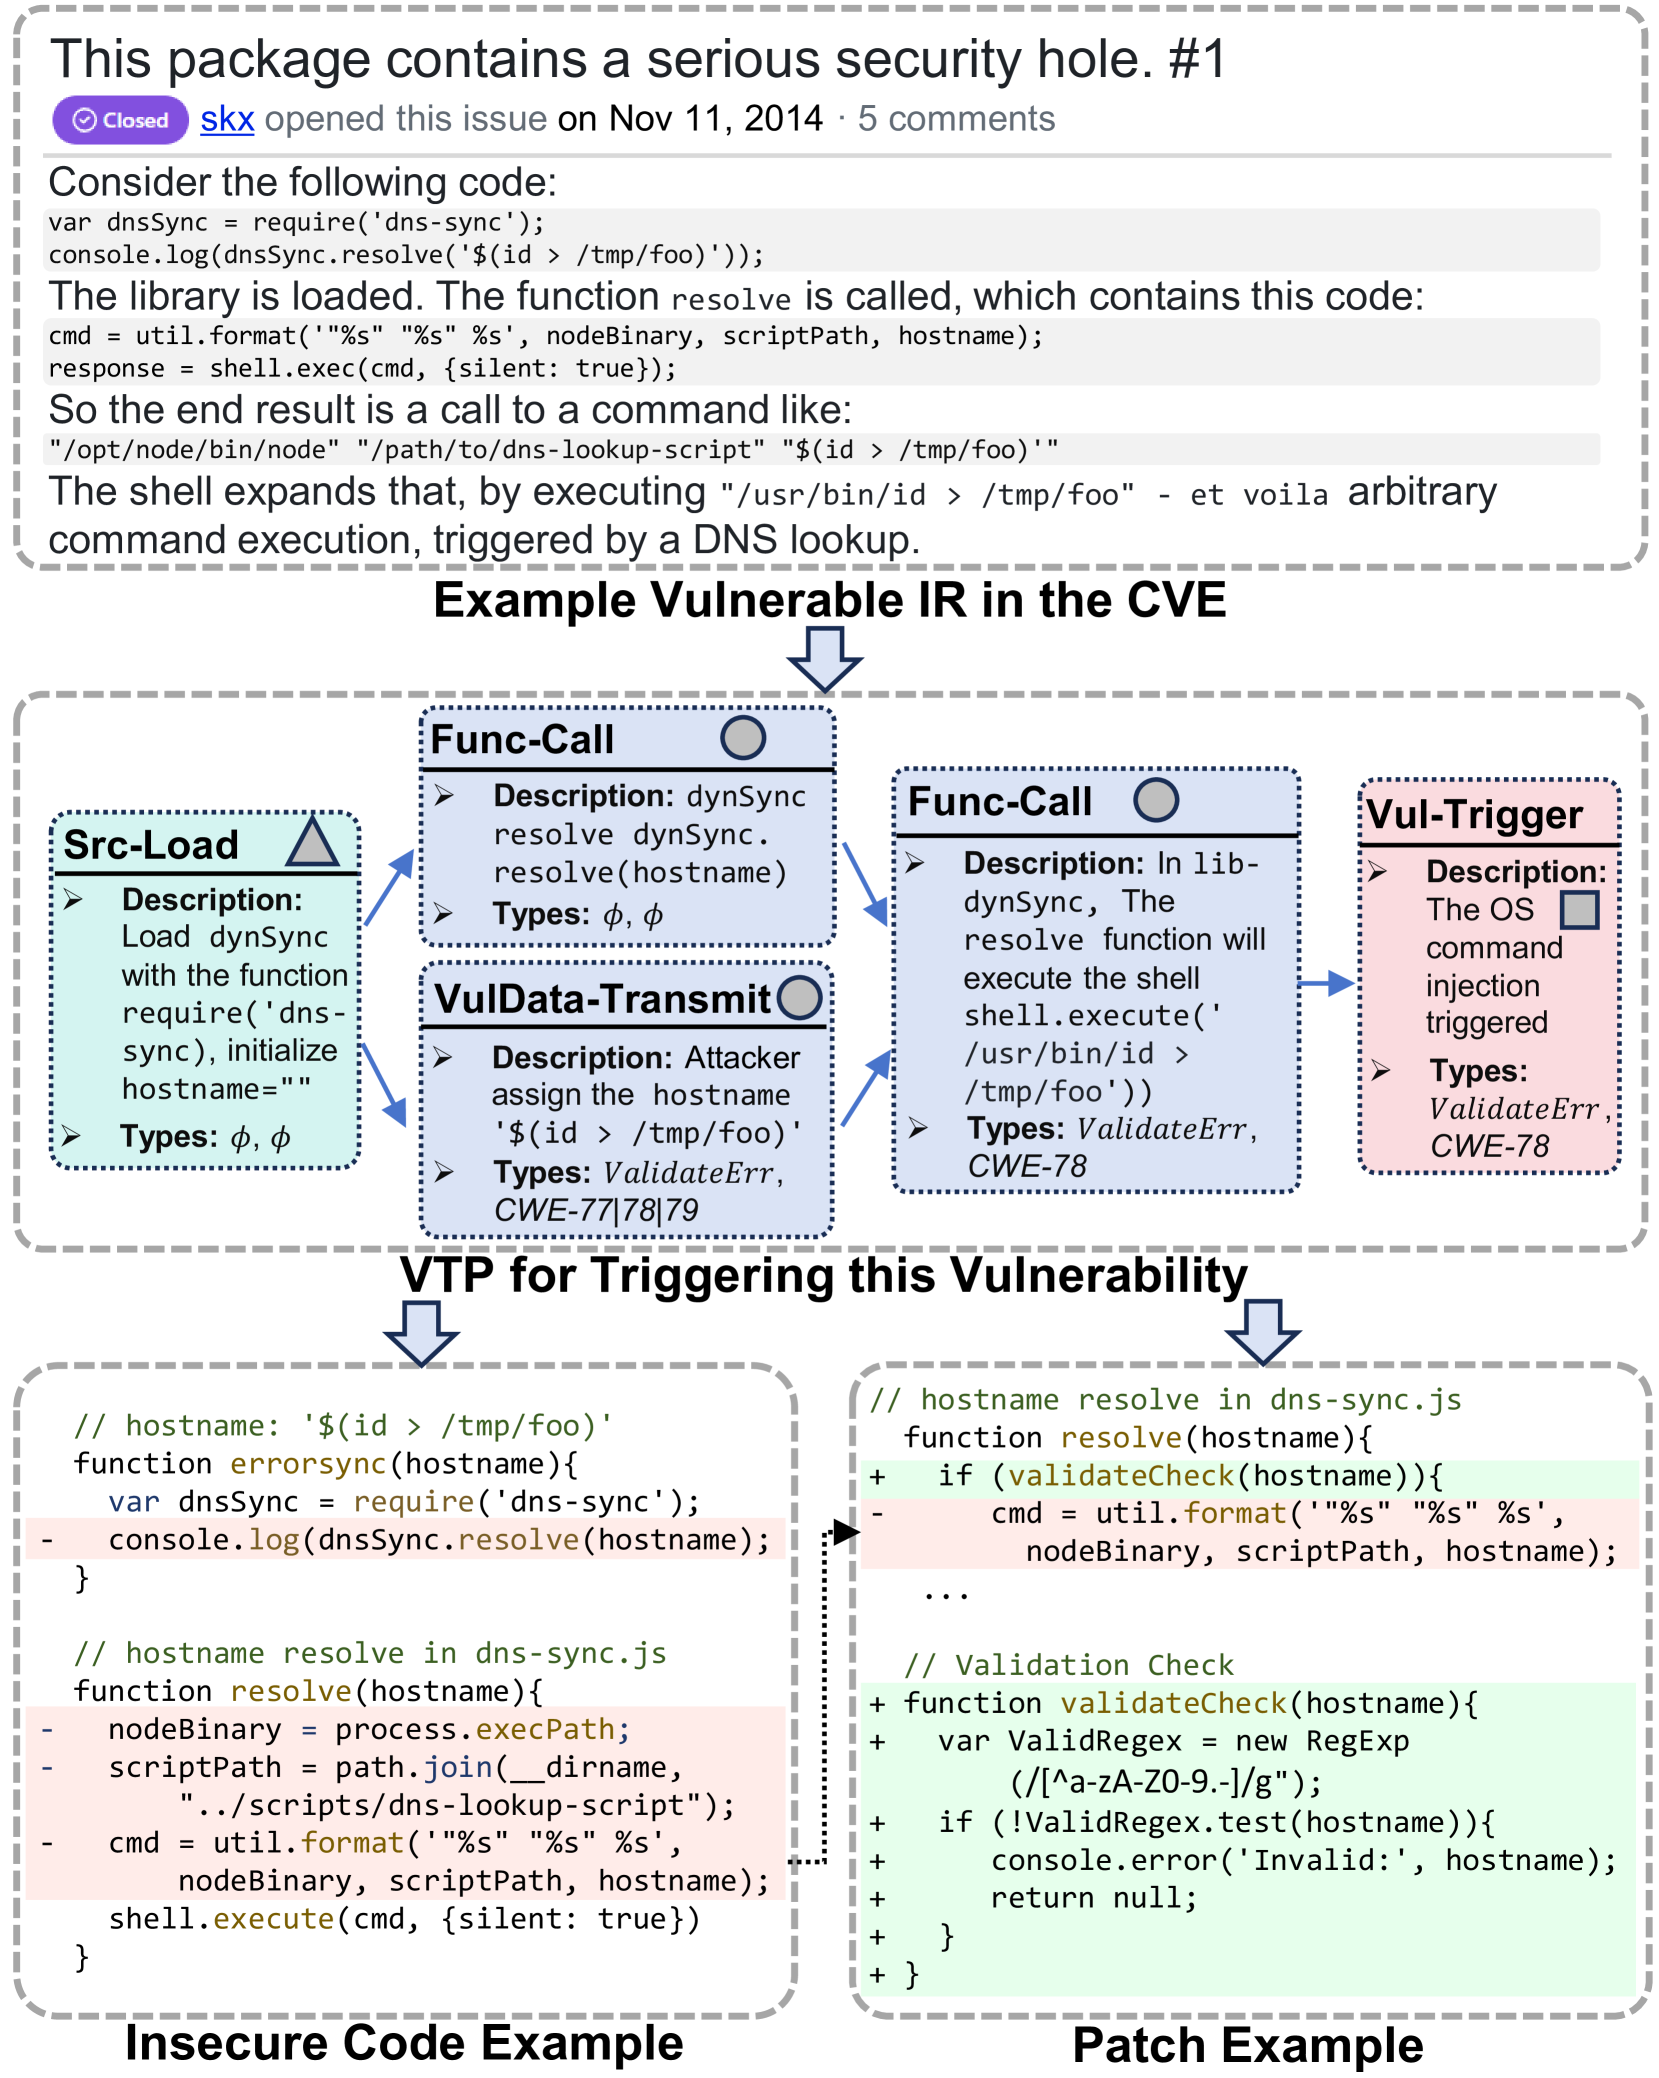 This package contains a serious security hole. #1
Closed skx opened this issue on Nov 11, 2014 · 5 comments
Consider the following code:
var dnsSync = require('dns-sync');
console.log(dnsSync.resolve('$(id > /tmp/foo)'));
The library is loaded. The function resolve is called, which contains this code:
cmd = util.format('"%s" "%s" %s', nodeBinary, scriptPath, hostname);
response = shell.exec(cmd, {silent: true});
So the end result is a call to a command like:
"/opt/node/bin/node" "/path/to/dns-lookup-script" "$(id > /tmp/foo)'"
The shell expands that, by executing "/usr/bin/id > /tmp/foo" - et voila arbitrary
command execution, triggered by a DNS lookup.
Example Vulnerable IR in the CVE
Src-Load
➢ Description:
Load dynSync
with the function
require('dns-
sync), initialize
hostname=""
➢ Types: ϕ, ϕ
Func-Call
➢ Description: dynSync
resolve dynSync.
resolve(hostname)
➢ Types: ϕ, ϕ
VulData-Transmit
➢ Description: Attacker
assign the hostname
'$(id > /tmp/foo)'
➢ Types: ValidateErr,
CWE-77|78|79
Func-Call
➢ Description: In lib-
dynSync, The
resolve function will
execute the shell
shell.execute('
/usr/bin/id >
/tmp/foo'))
➢ Types: ValidateErr,
CWE-78
Vul-Trigger
➢ Description:
The OS
command
injection
triggered
➢ Types:
ValidateErr,
CWE-78
VTP for Triggering this Vulnerability
// hostname: '$(id > /tmp/foo)'
function errorsync(hostname){
var dnsSync = require('dns-sync');
- console.log(dnsSync.resolve(hostname);
}
// hostname resolve in dns-sync.js
function resolve(hostname){
- nodeBinary = process.execPath;
- scriptPath = path.join(__dirname,
"../scripts/dns-lookup-script");
- cmd = util.format('"%s" "%s" %s',
nodeBinary, scriptPath, hostname);
shell.execute(cmd, {silent: true})
}
Insecure Code Example
// hostname resolve in dns-sync.js
function resolve(hostname){
+ if (validateCheck(hostname)){
- cmd = util.format('"%s" "%s" %s',
nodeBinary, scriptPath, hostname);
...
// Validation Check
+ function validateCheck(hostname){
+ var ValidRegex = new RegExp
(/[^a-zA-Z0-9.-]/g");
+ if (!ValidRegex.test(hostname)){
+ console.error('Invalid:', hostname);
+ return null;
+ }
+ }
Patch Example